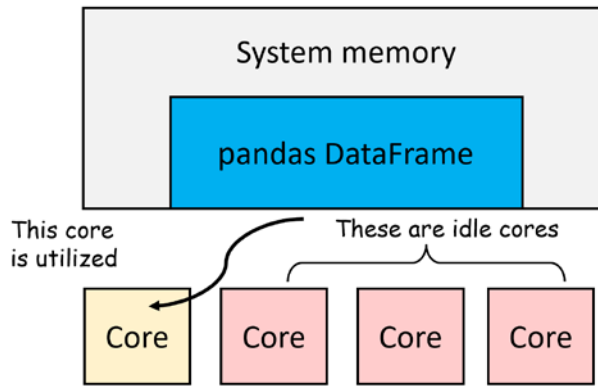 System memory
pandas DataFrame
This core
is utilized
These are idle cores
Core
Core
Core
Core